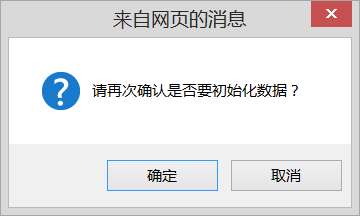 来自网页的消息
请再次确认是否要初始化数据？
确定
取消